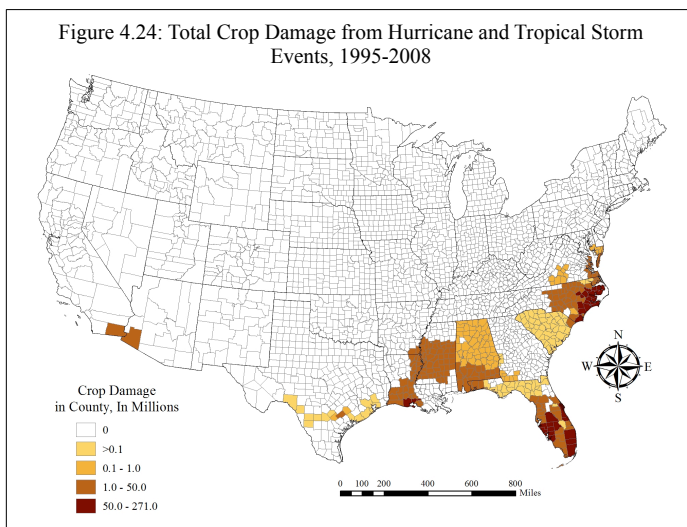 Figure 4.24: Total Crop Damage from Hurricane and Tropical Storm
Events, 1995-2008
N
W
E
S
Crop Damage
in County, In Millions
0
>0.1
0.1 - 1.0
1.0 - 50.0
50.0 - 271.0
0 100 200 400 600 800
Miles